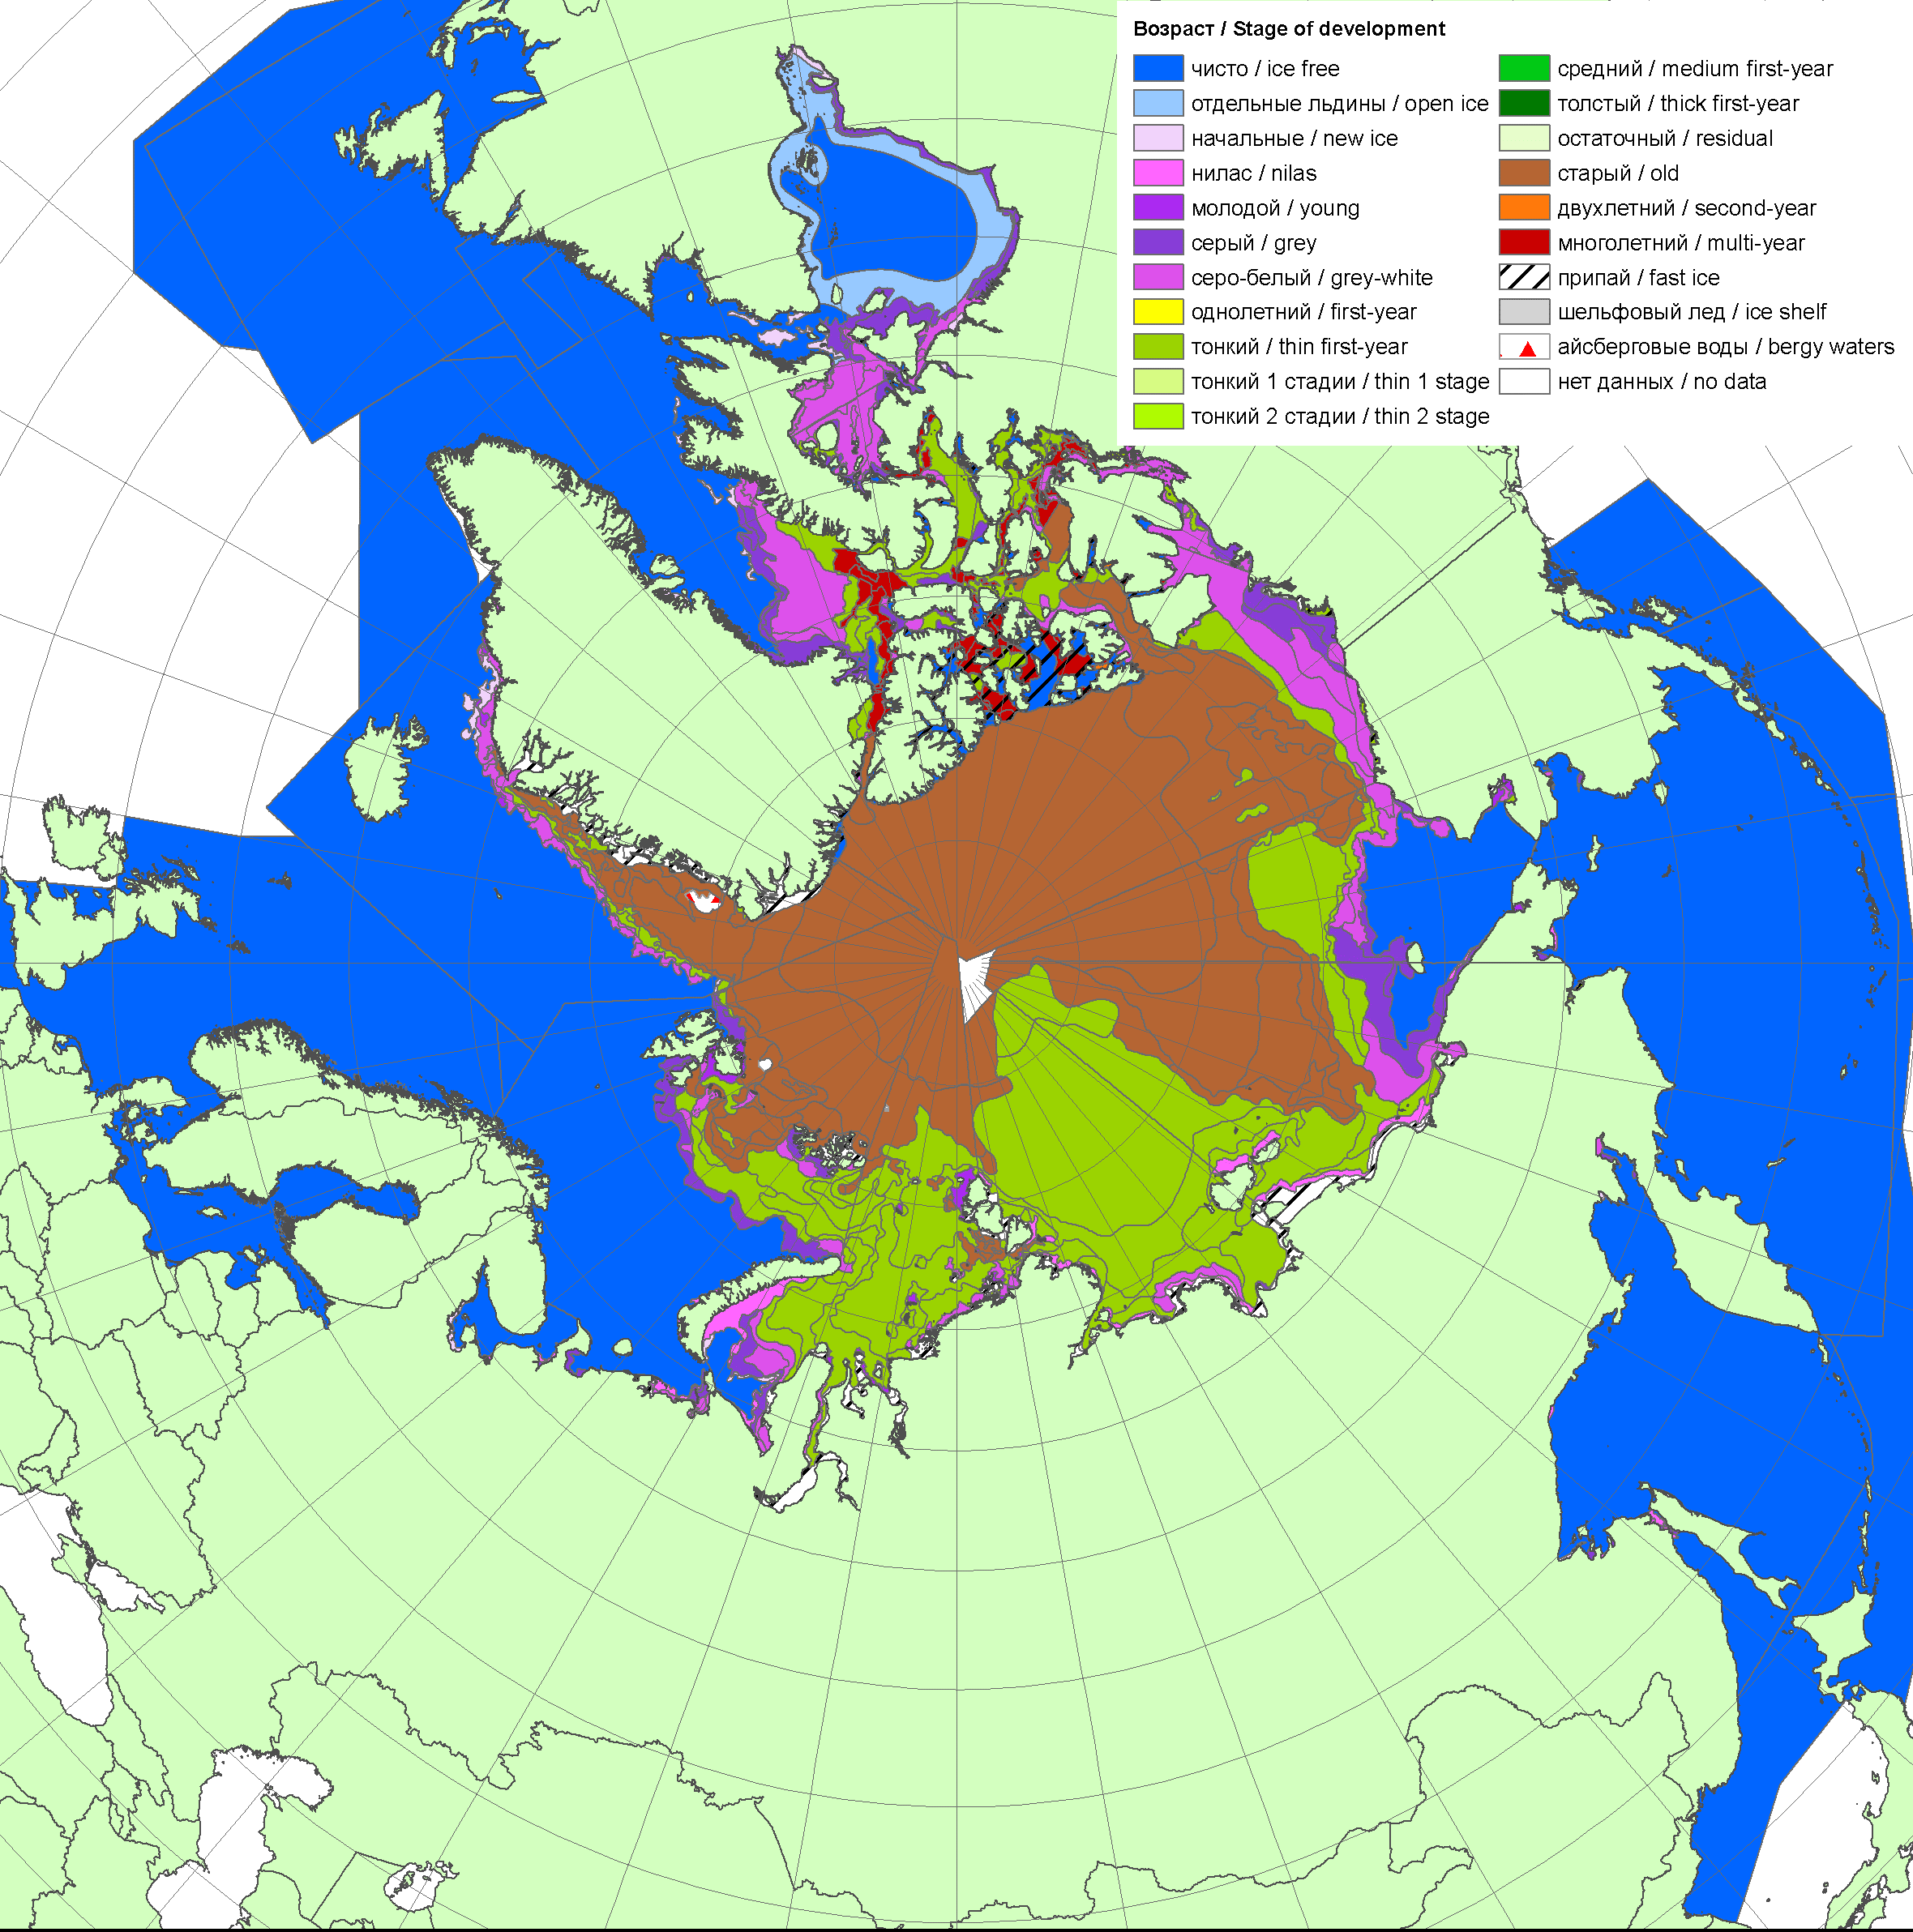 Возраст / Stage of development
чисто / ice free
отдельные льдины / open ice
начальные / new ice
нилас / nilas
молодой / young
серый / grey
серо-белый / grey-white
однолетний / first-year
тонкий / thin first-year
тонкий 1 стадии / thin 1 stage
тонкий 2 стадии / thin 2 stage
средний / medium first-year
толстый / thick first-year
остаточный / residual
старый / old
двухлетний / second-year
многолетний / multi-year
припай / fast ice
шельфовый лед / ice shelf
айсберговые воды / bergy waters
нет данных / no data